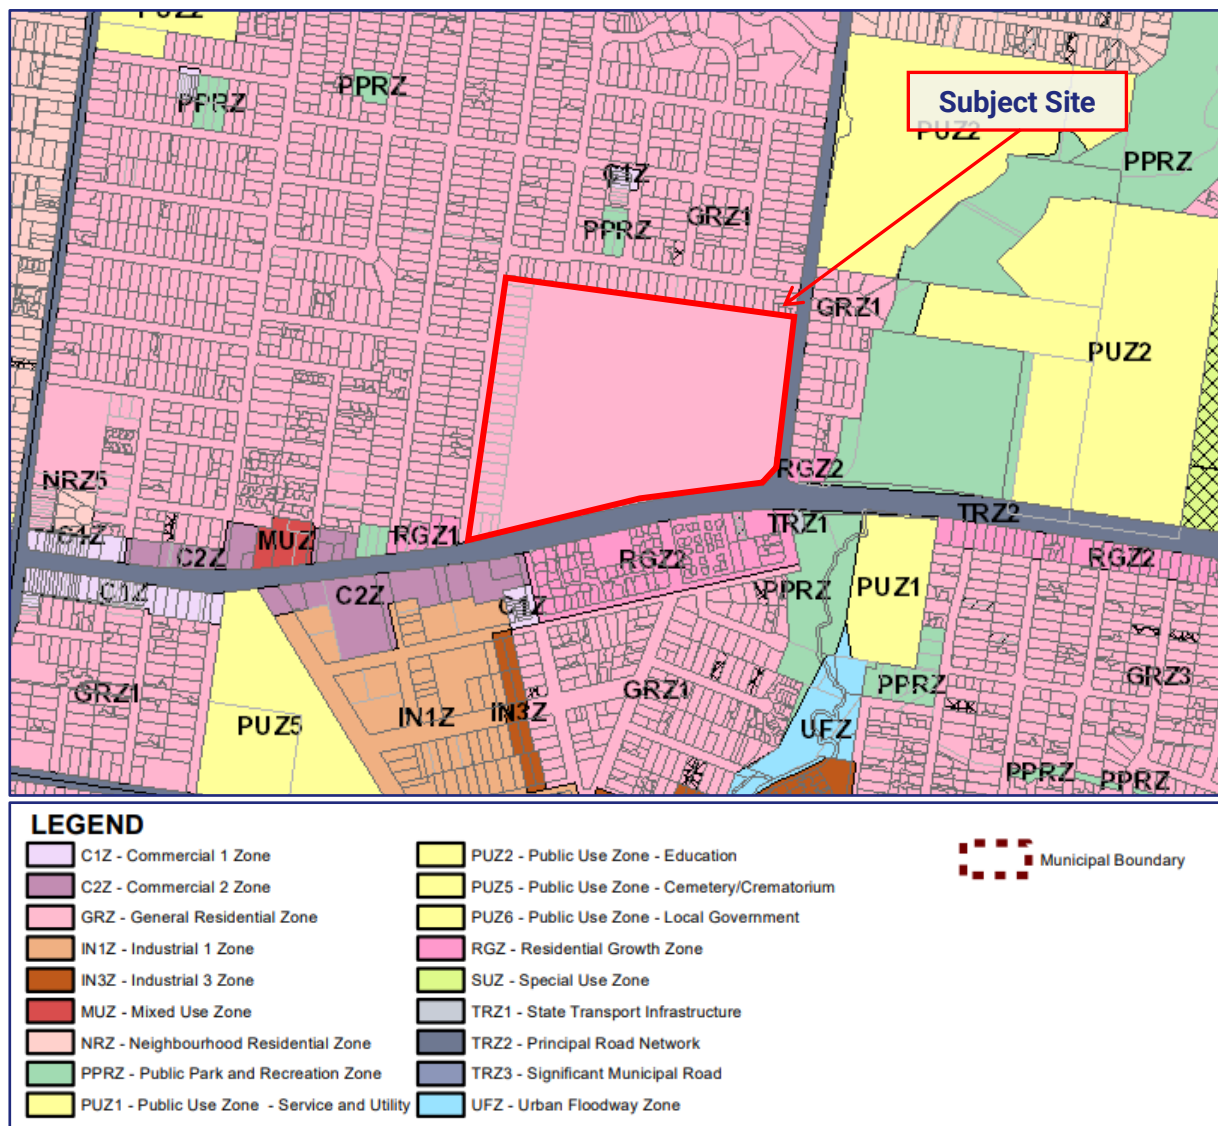 PUZ2
Subject Site
PPRZ
PPRZ
PUZ2
PPRZ
C1Z
GRZ1
PPRZ
GRZ1
PUZ2
RGZ2
NRZ5
TRZ2
TRZ1
C1Z
MUZ
RGZ1
C2Z
RGZ2
RGZ2
C1Z
C2Z
PPRZ
PUZ1
C1Z
GRZ1
GRZ1
PPRZ
GRZ3
PUZ5
IN1Z
IN3Z
UFZ
PPRZ
PPRZ
LEGEND
C1Z - Commercial 1 Zone
C2Z - Commercial 2 Zone
GRZ - General Residential Zone
IN1Z - Industrial 1 Zone
IN3Z - Industrial 3 Zone
MUZ - Mixed Use Zone
NRZ - Neighbourhood Residential Zone
PPRZ - Public Park and Recreation Zone
PUZ1 - Public Use Zone - Service and Utility
PUZ2 - Public Use Zone - Education
PUZ5 - Public Use Zone - Cemetery/Crematorium
PUZ6 - Public Use Zone - Local Government
RGZ - Residential Growth Zone
SUZ - Special Use Zone
TRZ1 - State Transport Infrastructure
TRZ2 - Principal Road Network
TRZ3 - Significant Municipal Road
UFZ - Urban Floodway Zone
Municipal Boundary